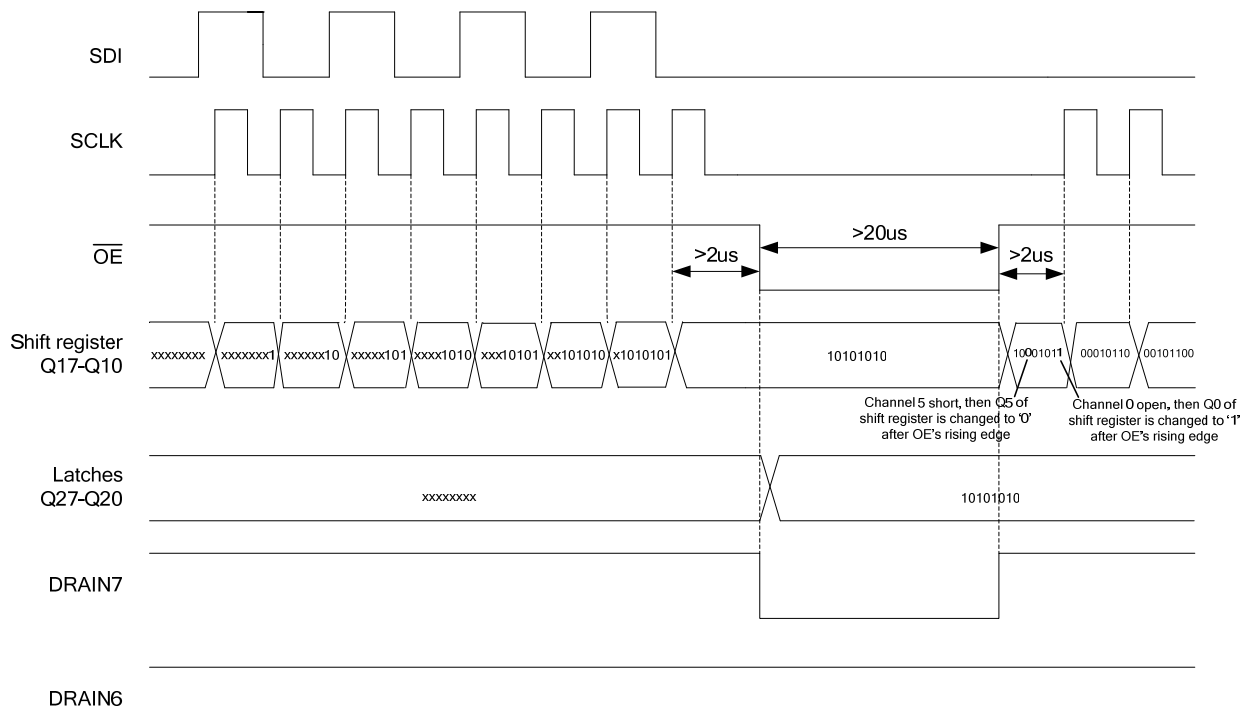 SDI
SCLK
OE
>2us
>20us
>2us
Shift register
Q17-Q10
xxxxxxxx
xxxxxxx1
xxxxxx10
xxxxx101
xxxx1010
xxx10101
xx101010
x1010101
10101010
10001011
00010110
00101100
Channel 5 short, then Q5 of
shift register is changed to '0'
after OE's rising edge
Channel 0 open, then Q0 of
shift register is changed to '1'
after OE's rising edge
Latches
Q27-Q20
xxxxxxxx
10101010
DRAIN7
DRAIN6